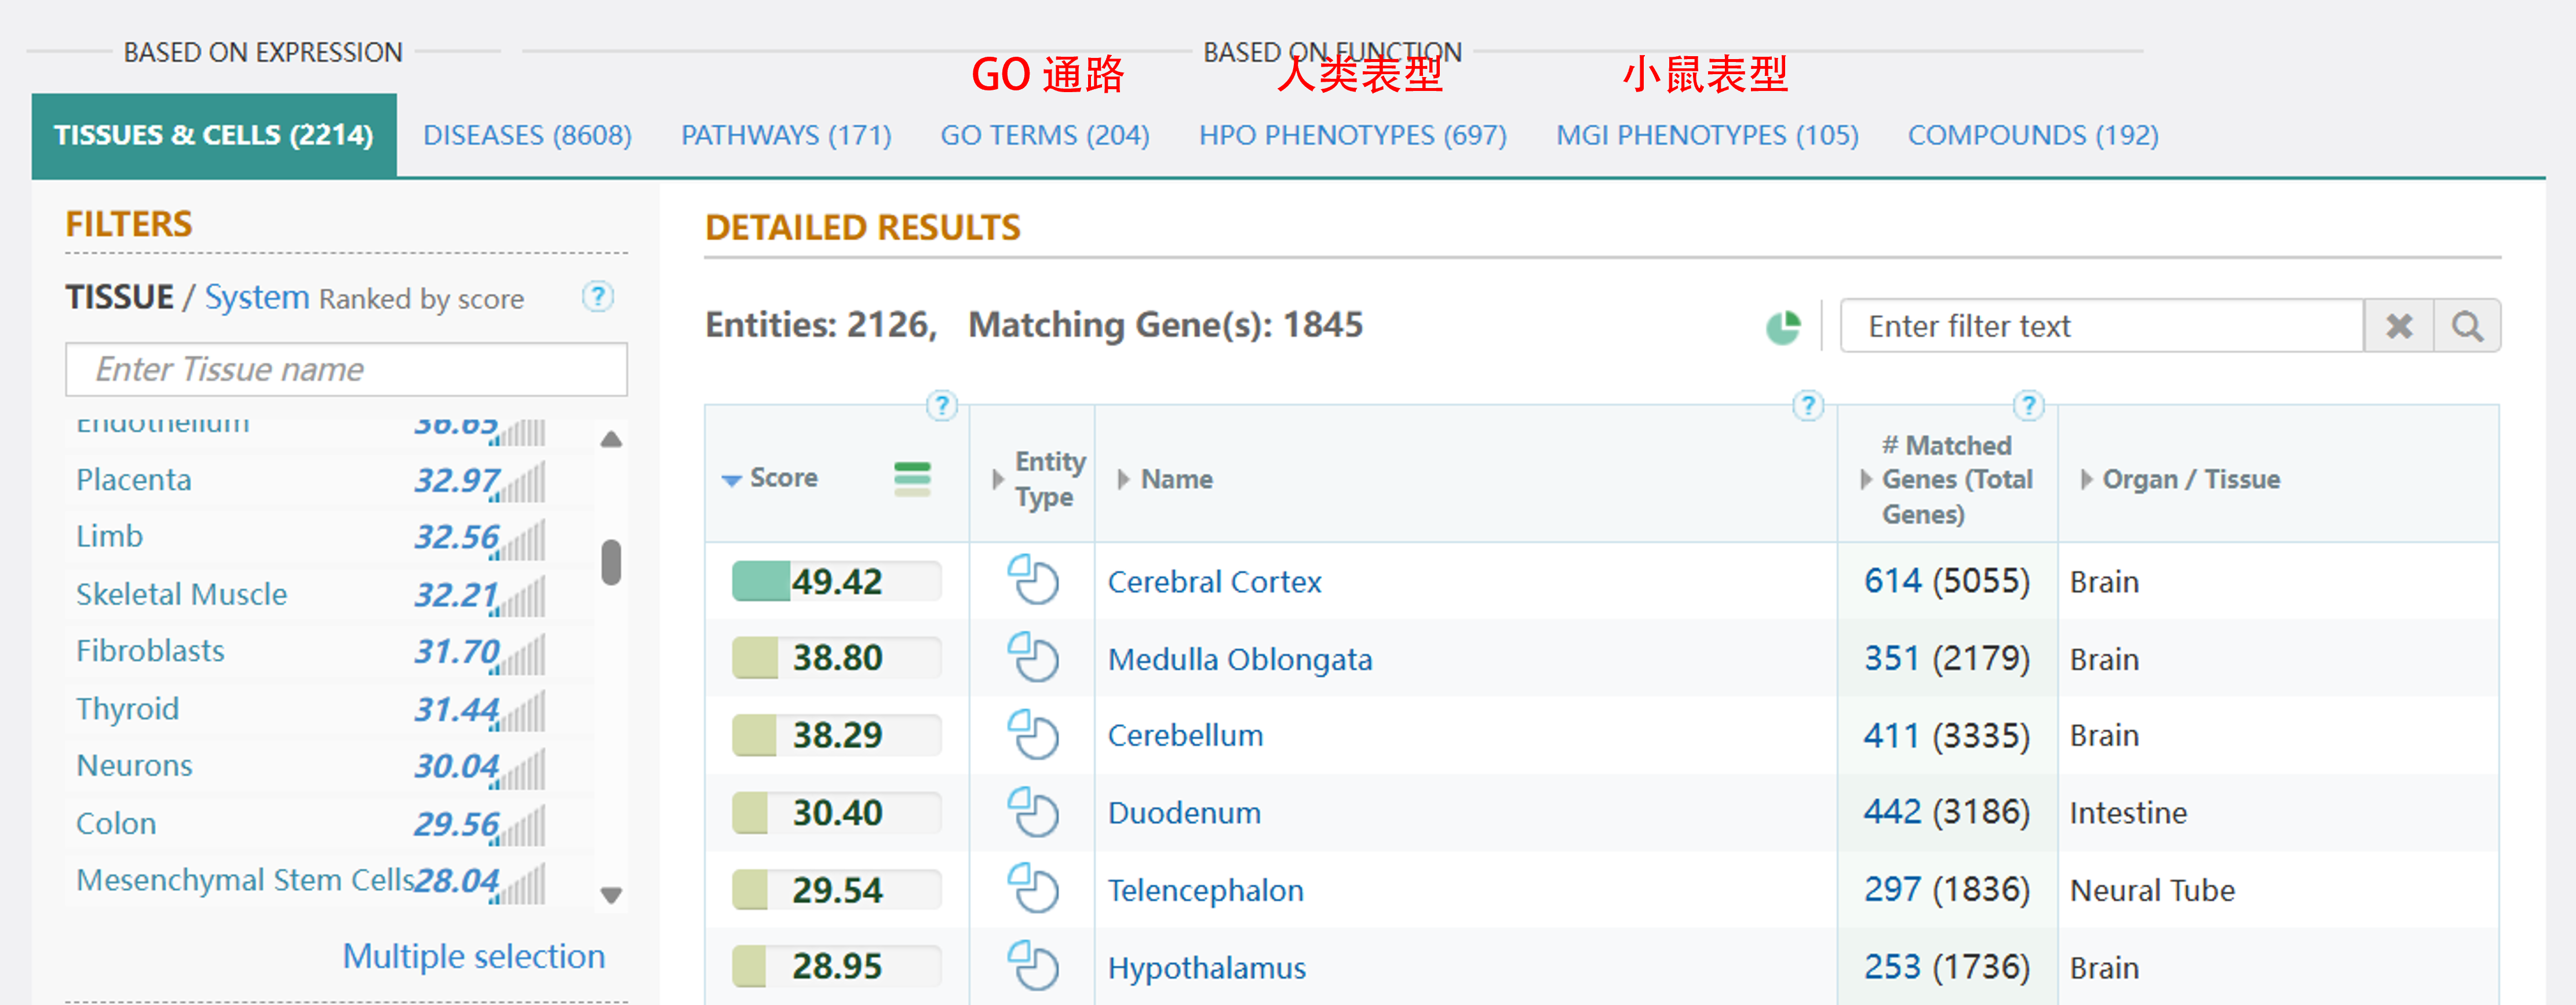 BASED ON EXPRESSION
BASED ON FUNCTION
GO 通路
人类表型
小鼠表型
TISSUES & CELLS (2214)
DISEASES (8608)
PATHWAYS (171)
GO TERMS (204)
HPO PHENOTYPES (697)
MGI PHENOTYPES (105)
COMPOUNDS (192)
FILTERS
TISSUE / System Ranked by score ?
Enter Tissue name
Endothelium 36.65
Placenta 32.97
Limb 32.56
Skeletal Muscle 32.21
Fibroblasts 31.70
Thyroid 31.44
Neurons 30.04
Colon 29.56
Mesenchymal Stem Cells 28.04
Multiple selection
DETAILED RESULTS
Entities: 2126, Matching Gene(s): 1845
Enter filter text
? ? ?
Score
Entity
Type
Name
# Matched
Genes (Total
Genes)
Organ / Tissue
49.42 Cerebral Cortex 614 (5055) Brain
38.80 Medulla Oblongata 351 (2179) Brain
38.29 Cerebellum 411 (3335) Brain
30.40 Duodenum 442 (3186) Intestine
29.54 Telencephalon 297 (1836) Neural Tube
28.95 Hypothalamus 253 (1736) Brain